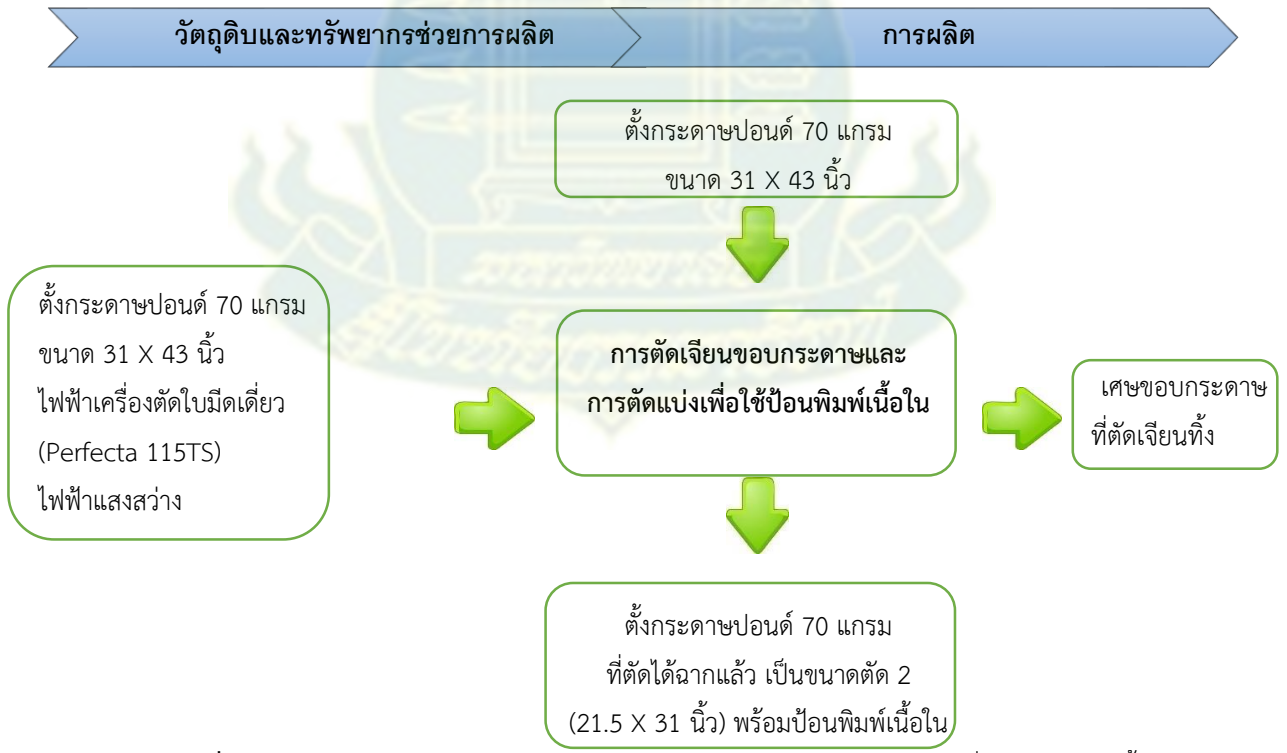 วัตถุดิบและทรัพยากรช่วยการผลิต
การผลิต
ตั้งกระดาษปอนด์ 70 แกรม
ขนาด 31 X 43 นิ้ว
ตั้งกระดาษปอนด์ 70 แกรม
ขนาด 31 X 43 นิ้ว
ไฟฟ้าเครื่องตัดใบมีดเดี่ยว
(Perfecta 115TS)
ไฟฟ้าแสงสว่าง
การตัดเจียนขอบกระดาษและ
การตัดแบ่งเพื่อใช้ป้อนพิมพ์เนื้อใน
เศษขอบกระดาษ
ที่ตัดเจียนทิ้ง
ตั้งกระดาษปอนด์ 70 แกรม
ที่ตัดได้ฉากแล้ว เป็นขนาดตัด 2
(21.5 X 31 นิ้ว) พร้อมป้อนพิมพ์เนื้อใน